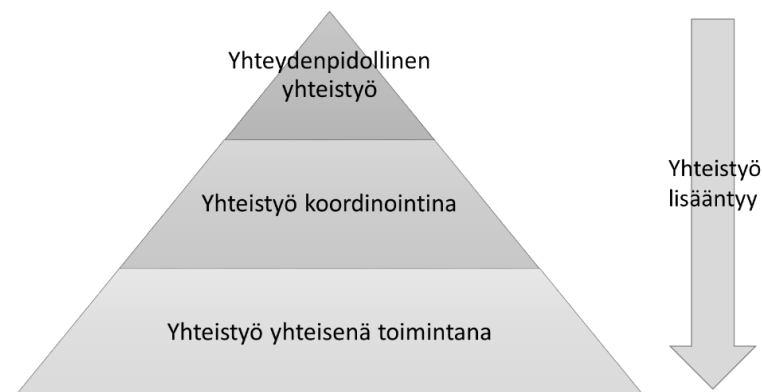 Yhteydenpidollinen
yhteistyö
Yhteistyö
lisääntyy
Yhteistyö koordinointina
Yhteistyö yhteisenä toimintana